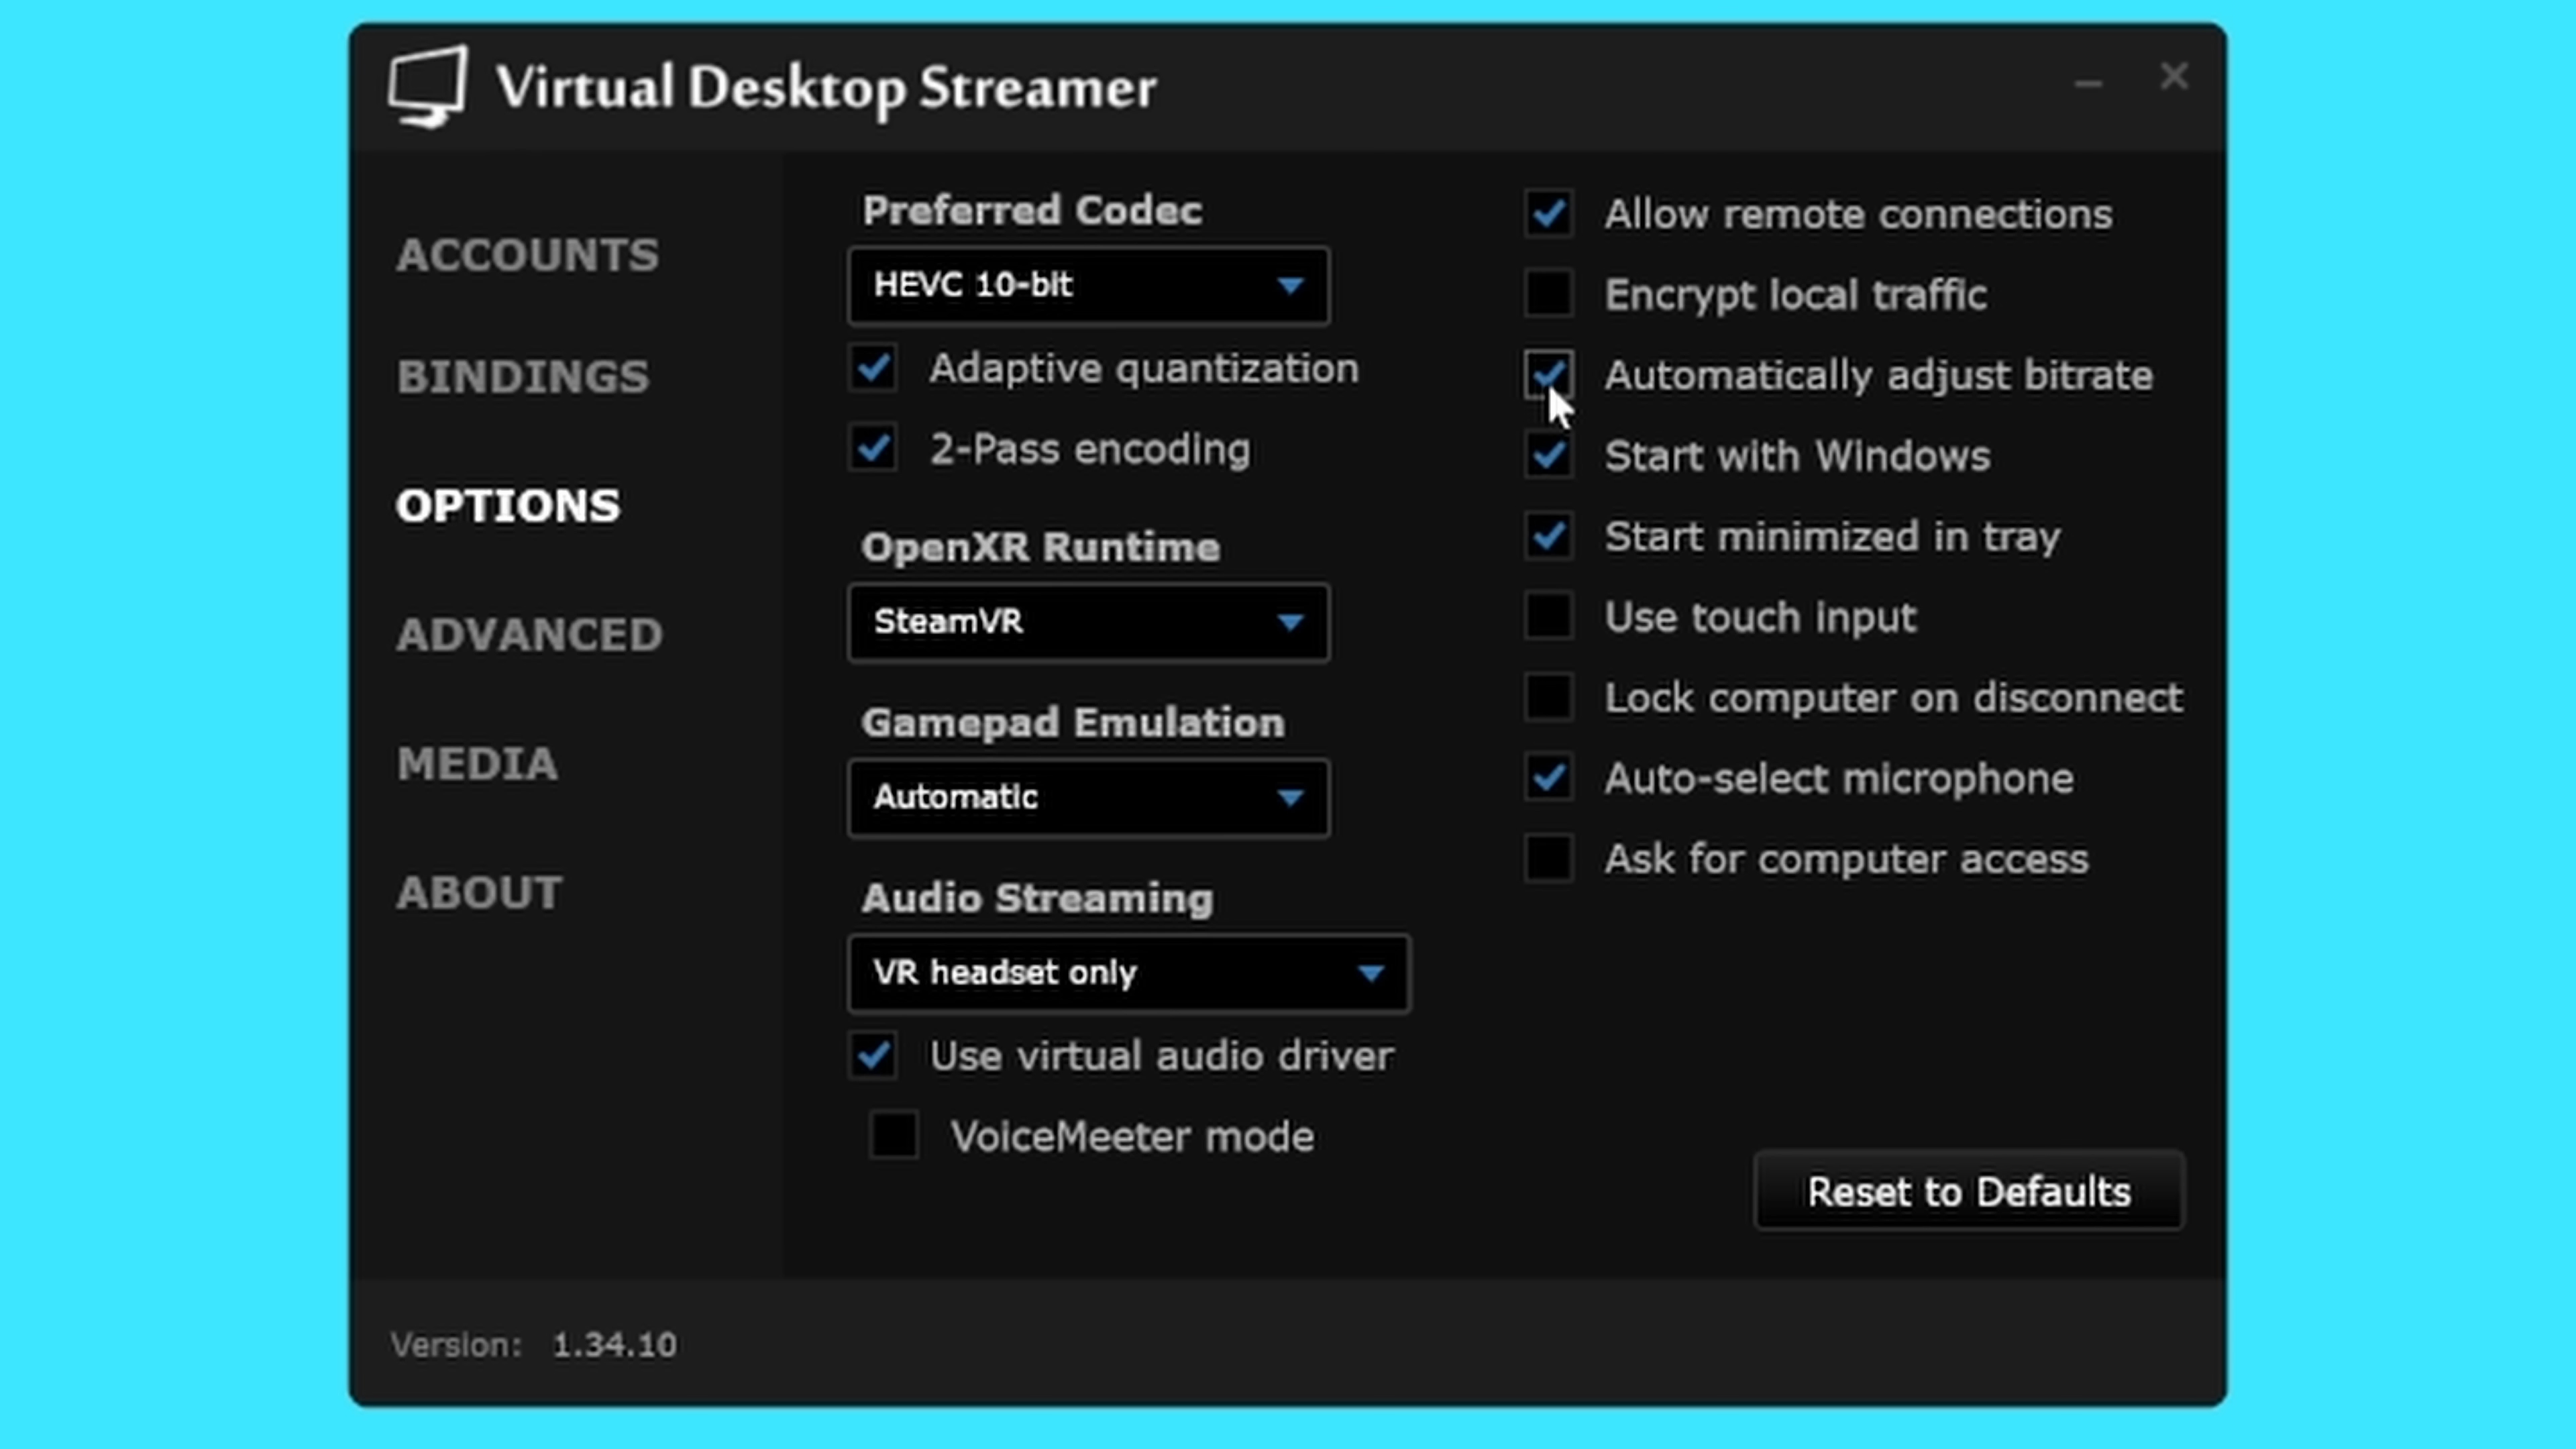 Virtual Desktop Streamer
ACCOUNTS
BINDINGS
OPTIONS
ADVANCED
MEDIA
ABOUT
Preferred Codec
HEVC 10-bit
Adaptive quantization
2-Pass encoding
OpenXR Runtime
SteamVR
Gamepad Emulation
Automatic
Audio Streaming
VR headset only
Use virtual audio driver
VoiceMeeter mode
Allow remote connections
Encrypt local traffic
Automatically adjust bitrate
Start with Windows
Start minimized in tray
Use touch input
Lock computer on disconnect
Auto-select microphone
Ask for computer access
Reset to Defaults
Version: 1.34.10